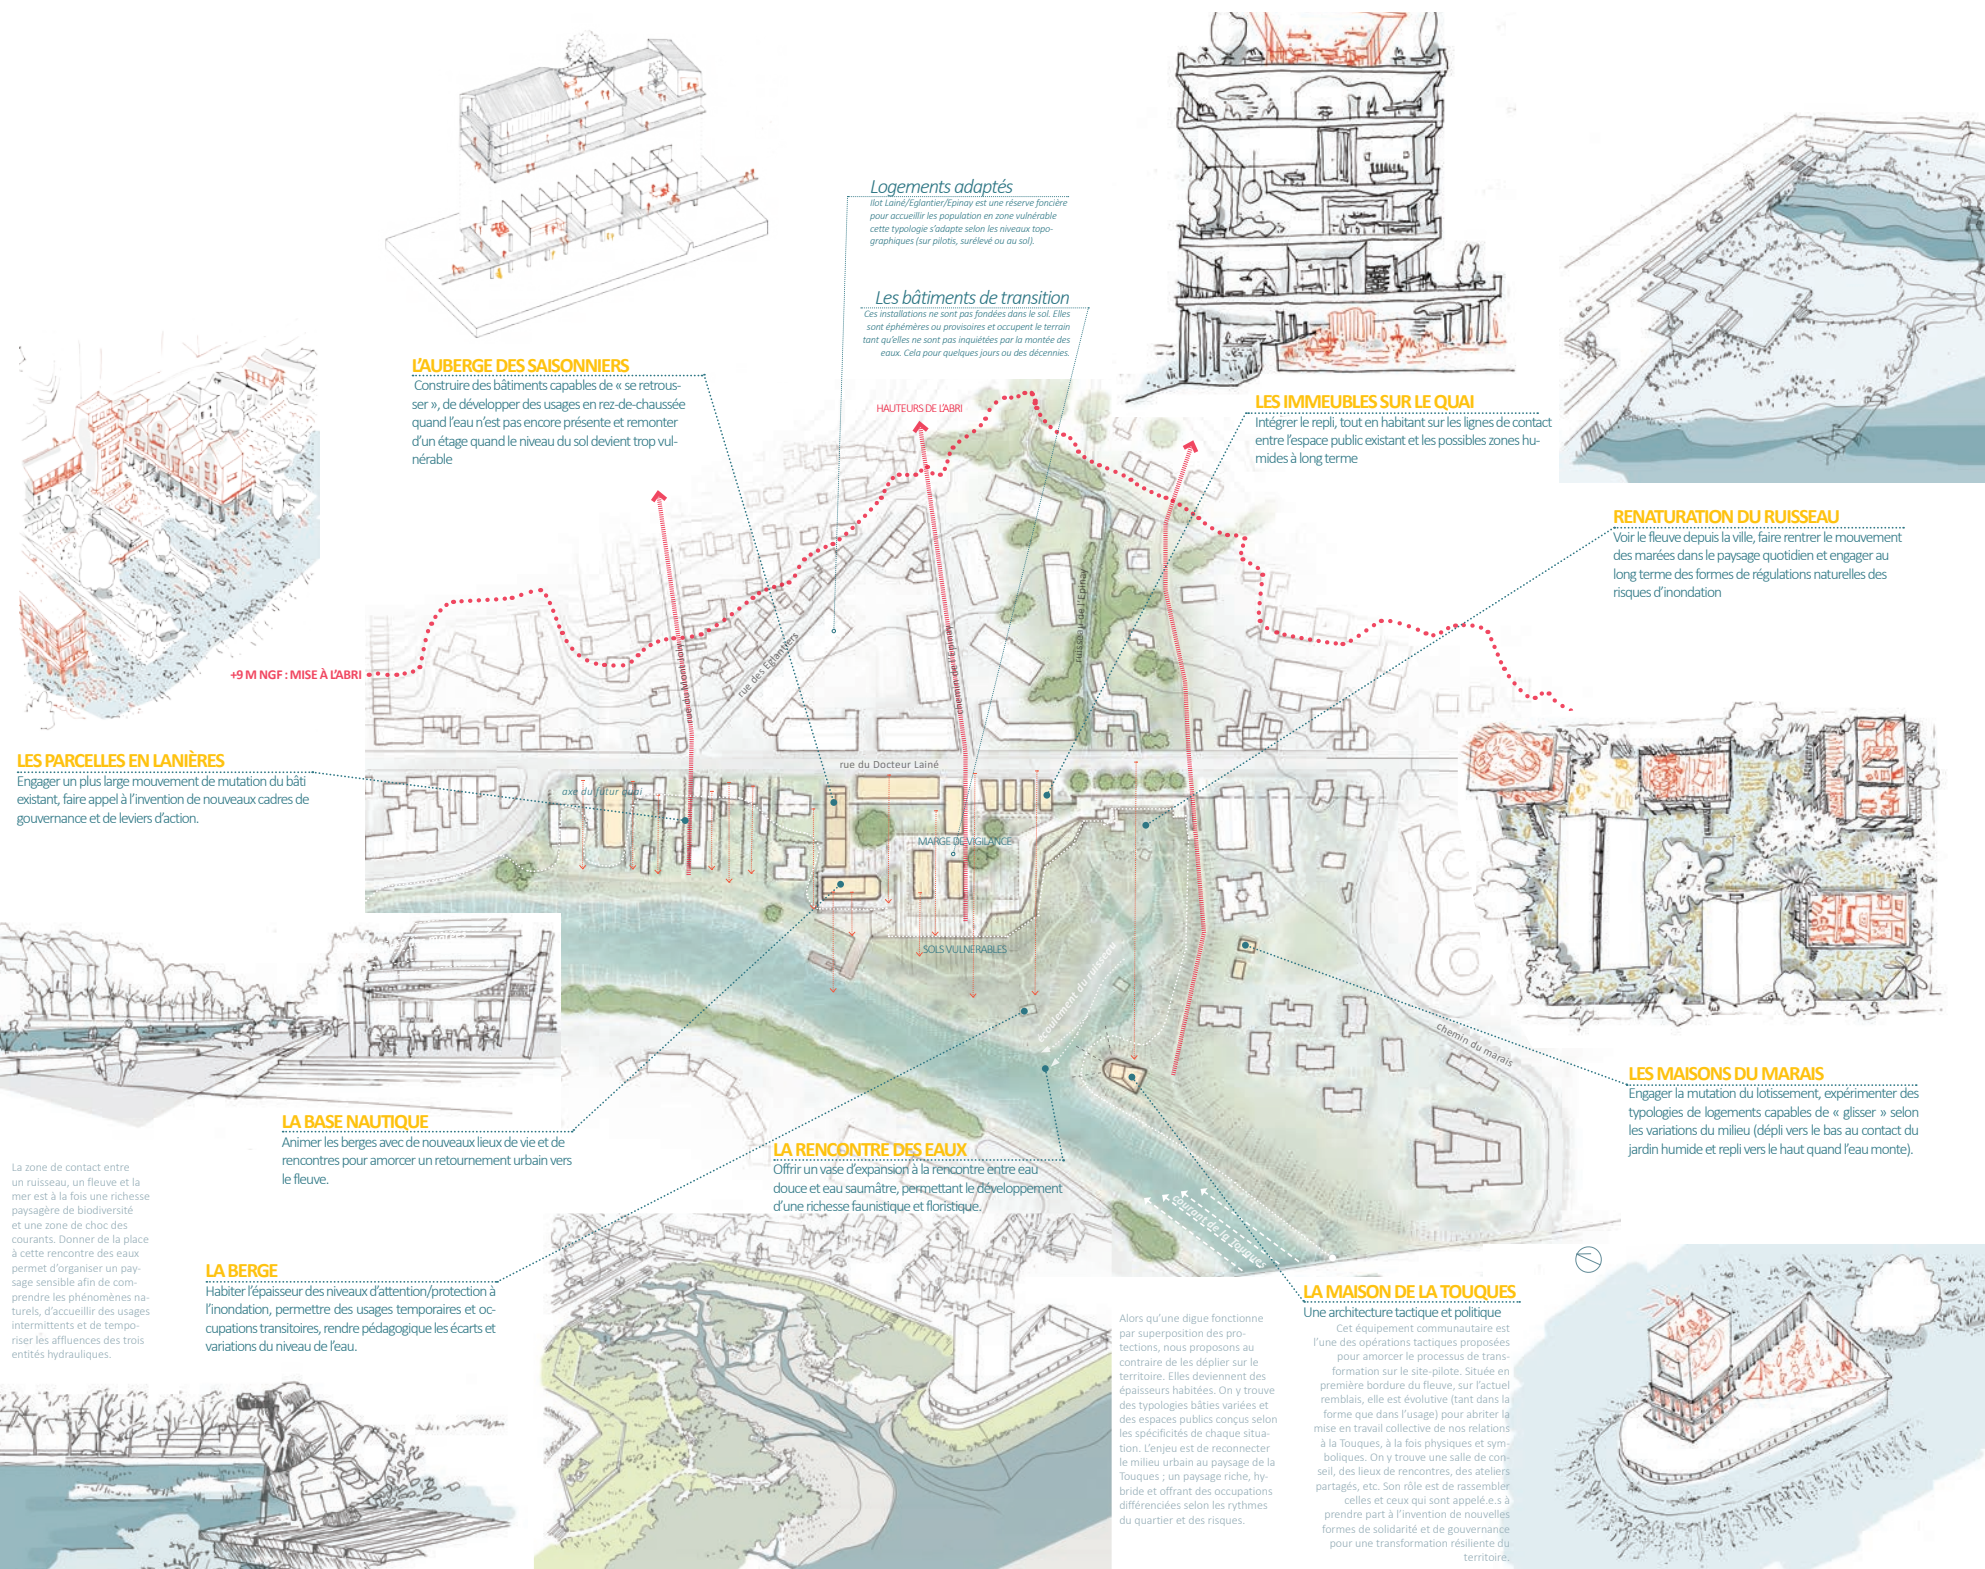 Logements adaptés
Ilot Lainé/Eglantier/Epinay est une réserve foncière
pour accueillir les population en zone vulnérable
cette typologie s'adapte selon les niveaux topo-
graphiques (sur pilotis, surélevé ou au sol).
Les bâtiments de transition
Ces installations ne sont pas fondées dans le sol. Elles
sont éphémères ou provisoires et occupent le terrain
tant qu'elles ne sont pas inquiétées par la montée des
eaux. Cela pour quelques jours ou des décennies.
L'AUBERGE DES SAISONNIERS
Construire des bâtiments capables de « se retrous-
ser », de développer des usages en rez-de-chaussée
quand l'eau n'est pas encore présente et remonter
d'un étage quand le niveau du sol devient trop vul-
nérable
HAUTEURS DE L'ABRI
LES IMMEUBLES SUR LE QUAI
Intégrer le repli, tout en habitant sur les lignes de contact
entre l'espace public existant et les possibles zones hu-
mides à long terme
RENATURATION DU RUISSEAU
Voir le fleuve depuis la ville, faire rentrer le mouvement
des marées dans le paysage quotidien et engager au
long terme des formes de régulations naturelles des
risques d'inondation
+9 M NGF : MISE À L'ABRI
rue du Montjoly
rue des Eglantiers
chemin de l'Epinay
ruisseau de l'Epinay
LES PARCELLES EN LANIÈRES
Engager un plus large mouvement de mutation du bâti
existant, faire appel à l'invention de nouveaux cadres de
gouvernance et de leviers d'action.
rue du Docteur Lainé
axe du futur quai
MARGE DE VIGILANCE
SOLS VULNERABLES
écoulement du ruisseau
chemin du marais
LES MAISONS DU MARAIS
Engager la mutation du lotissement, expérimenter des
typologies de logements capables de « glisser » selon
les variations du milieu (dépli vers le bas au contact du
jardin humide et repli vers le haut quand l'eau monte).
LA BASE NAUTIQUE
Animer les berges avec de nouveaux lieux de vie et de
rencontres pour amorcer un retournement urbain vers
le fleuve.
LA RENCONTRE DES EAUX
Offrir un vase d'expansion à la rencontre entre eau
douce et eau saumâtre, permettant le développement
d'une richesse faunistique et floristique.
courant de la Touques
La zone de contact entre
un ruisseau, un fleuve et la
mer est à la fois une richesse
paysagère de biodiversité
et une zone de choc des
courants. Donner de la place
à cette rencontre des eaux
permet d'organiser un pay-
sage sensible afin de com-
prendre les phénomènes na-
turels, d'accueillir des usages
intermittents et de tempo-
riser les affluences des trois
entités hydrauliques.
LA BERGE
Habiter l'épaisseur des niveaux d'attention/protection à
l'inondation, permettre des usages temporaires et oc-
cupations transitoires, rendre pédagogique les écarts et
variations du niveau de l'eau.
Alors qu'une digue fonctionne
par superposition des pro-
tections, nous proposons au
contraire de les déplier sur le
territoire. Elles deviennent des
épaisseurs habitées. On y trouve
des typologies bâties variées et
des espaces publics conçus selon
les spécificités de chaque situa-
tion. L'enjeu est de reconnecter
le milieu urbain au paysage de la
Touques ; un paysage riche, hy-
bride et offrant des occupations
différenciées selon les rythmes
du quartier et des risques.
LA MAISON DE LA TOUQUES
Une architecture tactique et politique
Cet équipement communautaire est
l'une des opérations tactiques proposées
pour amorcer le processus de trans-
formation sur le site-pilote. Située en
première bordure du fleuve, sur l'actuel
remblais, elle est évolutive (tant dans la
forme que dans l'usage) pour abriter la
mise en travail collective de nos relations
à la Touques, à la fois physiques et sym-
boliques. On y trouve une salle de con-
seil, des lieux de rencontres, des ateliers
partagés, etc. Son rôle est de rassembler
celles et ceux qui sont appelé.e.s à
prendre part à l'invention de nouvelles
formes de solidarité et de gouvernance
pour une transformation résiliente du
territoire.